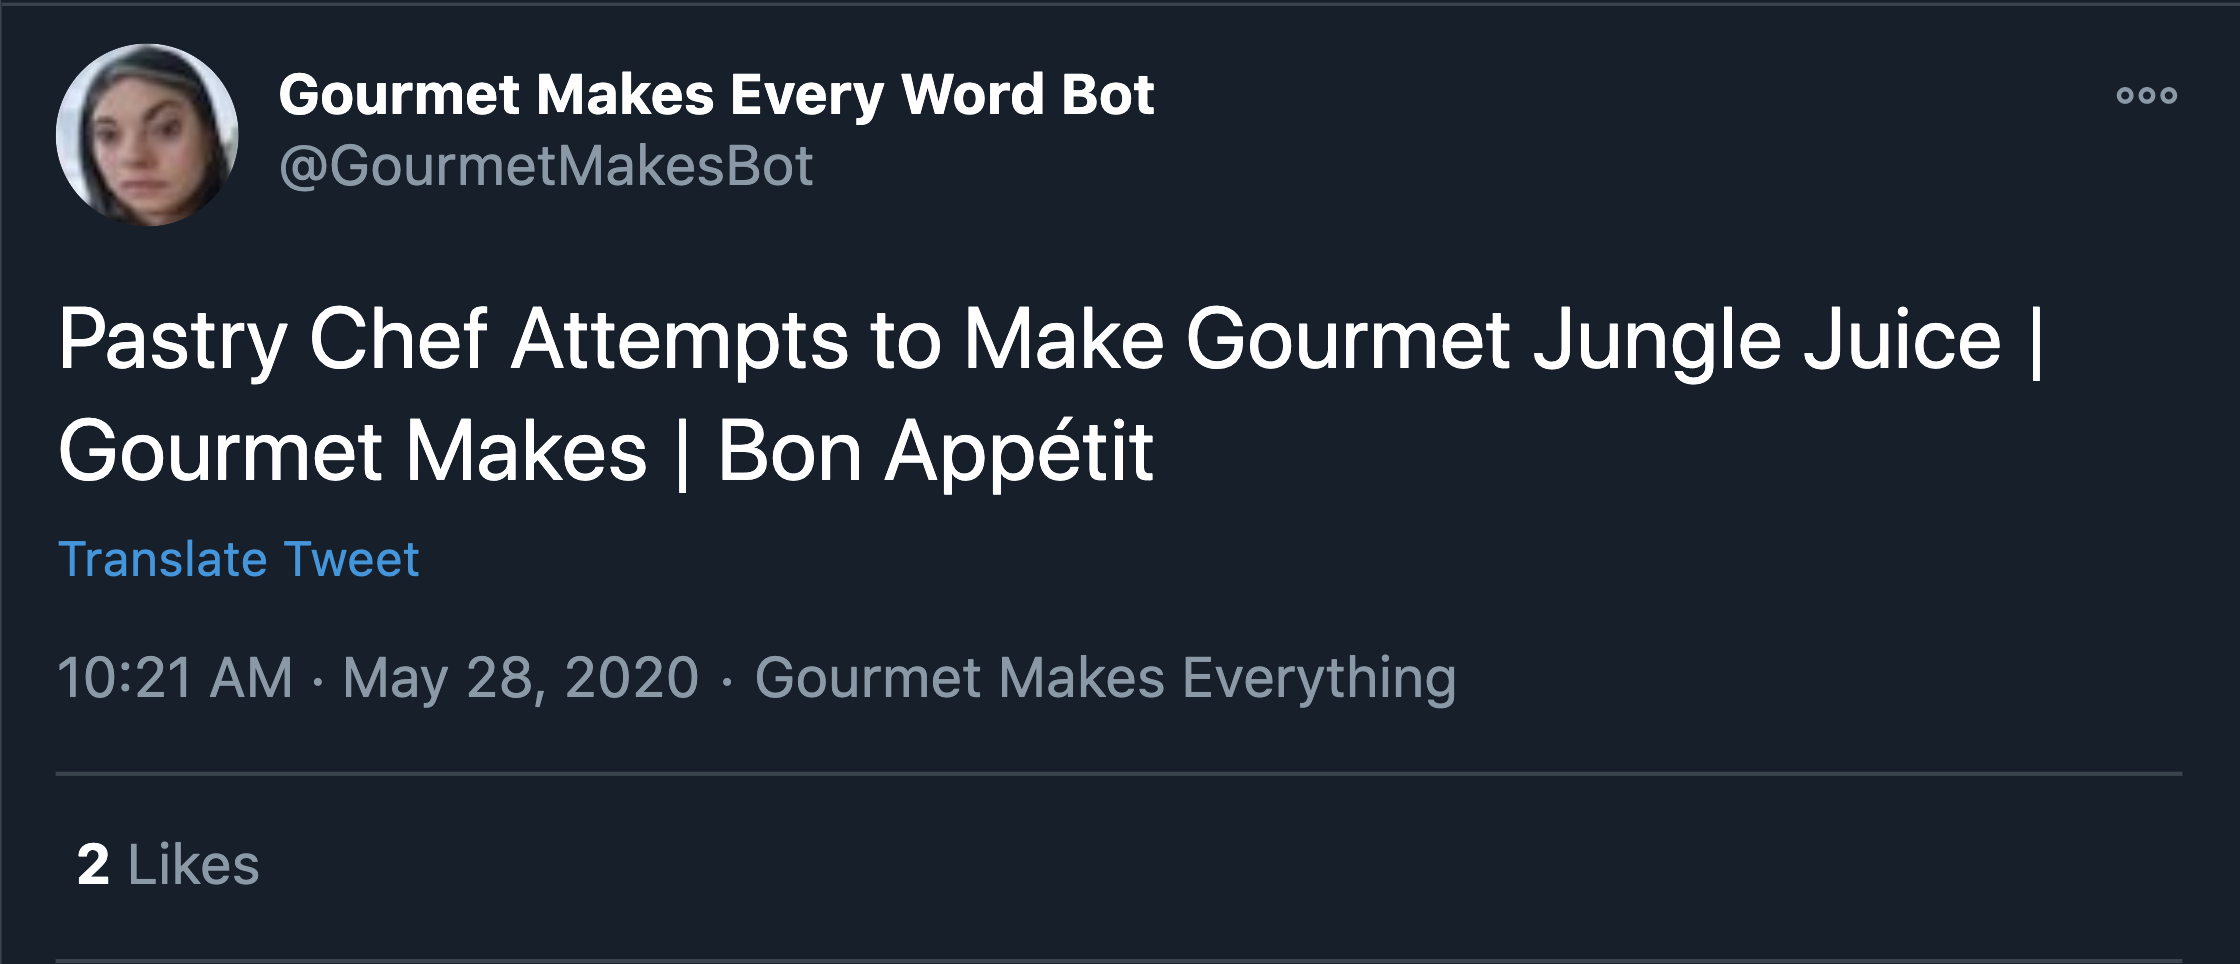 Gourmet Makes Every Word Bot
@GourmetMakesBot
Pastry Chef Attempts to Make Gourmet Jungle Juice |
Gourmet Makes | Bon Appétit
Translate Tweet
10:21 AM · May 28, 2020 · Gourmet Makes Everything
2 Likes